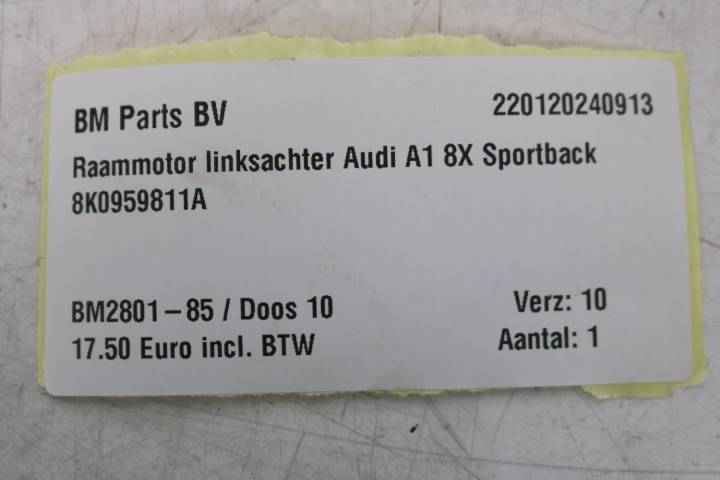 BM Parts BV 220120240913
Raammotor linksachter Audi A1 8X Sportback
8K0959811A
BM2801-85 / Doos 10 Verz: 10
17.50 Euro incl. BTW Aantal: 1